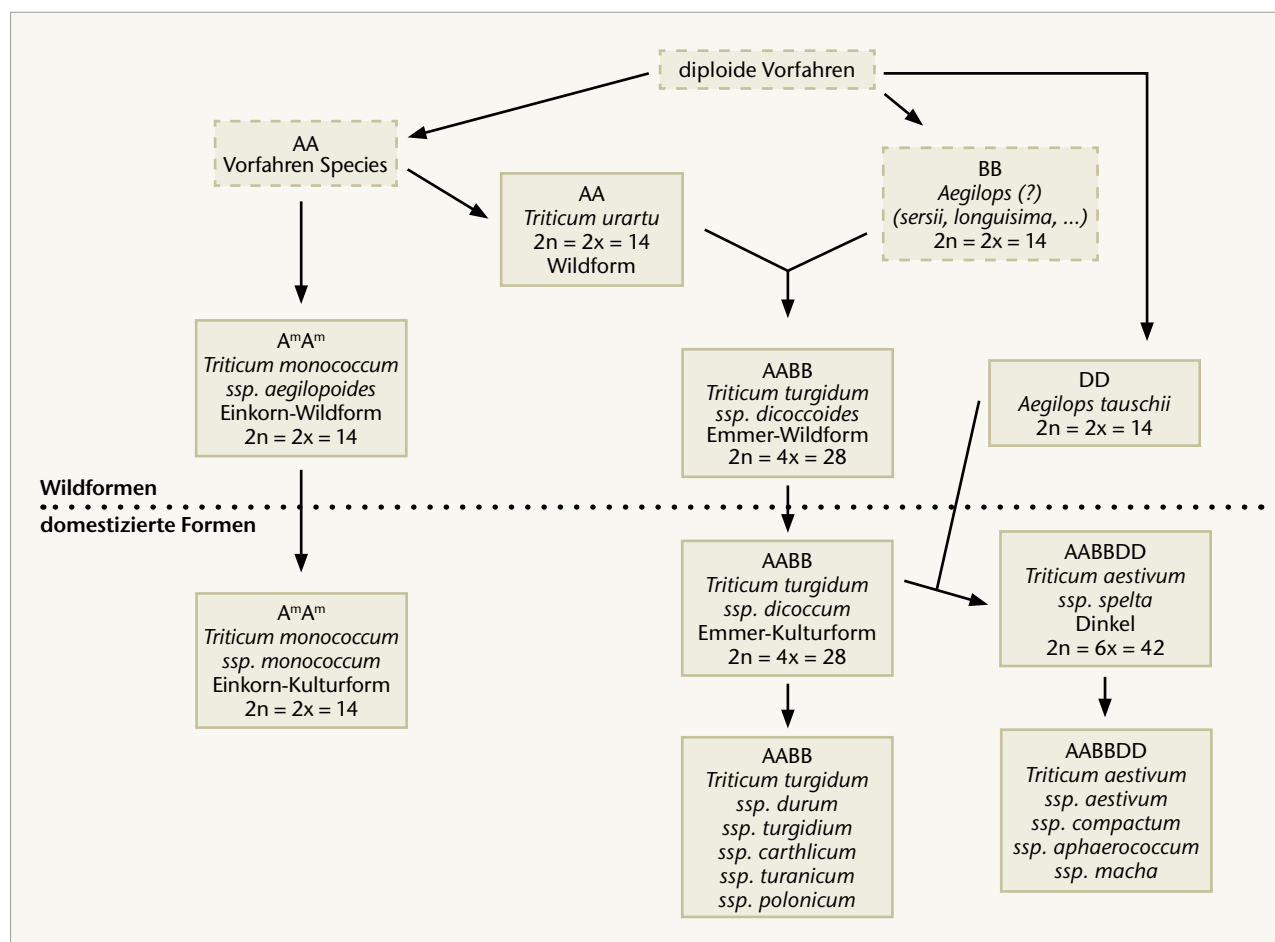 diploide Vorfahren
AA
Vorfahren Species
AA
Triticum urartu
2n = 2x = 14
Wildform
BB
Aegilops (?)
(sersii, longuisima, ...)
2n = 2x = 14
AᵐAᵐ
Triticum monococcum
ssp. aegilopoides
Einkorn-Wildform
2n = 2x = 14
AABB
Triticum turgidum
ssp. dicoccoides
Emmer-Wildform
2n = 4x = 28
DD
Aegilops tauschii
2n = 2x = 14
Wildformen
domestizierte Formen
AᵐAᵐ
Triticum monococcum
ssp. monococcum
Einkorn-Kulturform
2n = 2x = 14
AABB
Triticum turgidum
ssp. dicoccum
Emmer-Kulturform
2n = 4x = 28
AABBDD
Triticum aestivum
ssp. spelta
Dinkel
2n = 6x = 42
AABB
Triticum turgidum
ssp. durum
ssp. turgidium
ssp. carthlicum
ssp. turanicum
ssp. polonicum
AABBDD
Triticum aestivum
ssp. aestivum
ssp. compactum
ssp. aphaerococcum
ssp. macha